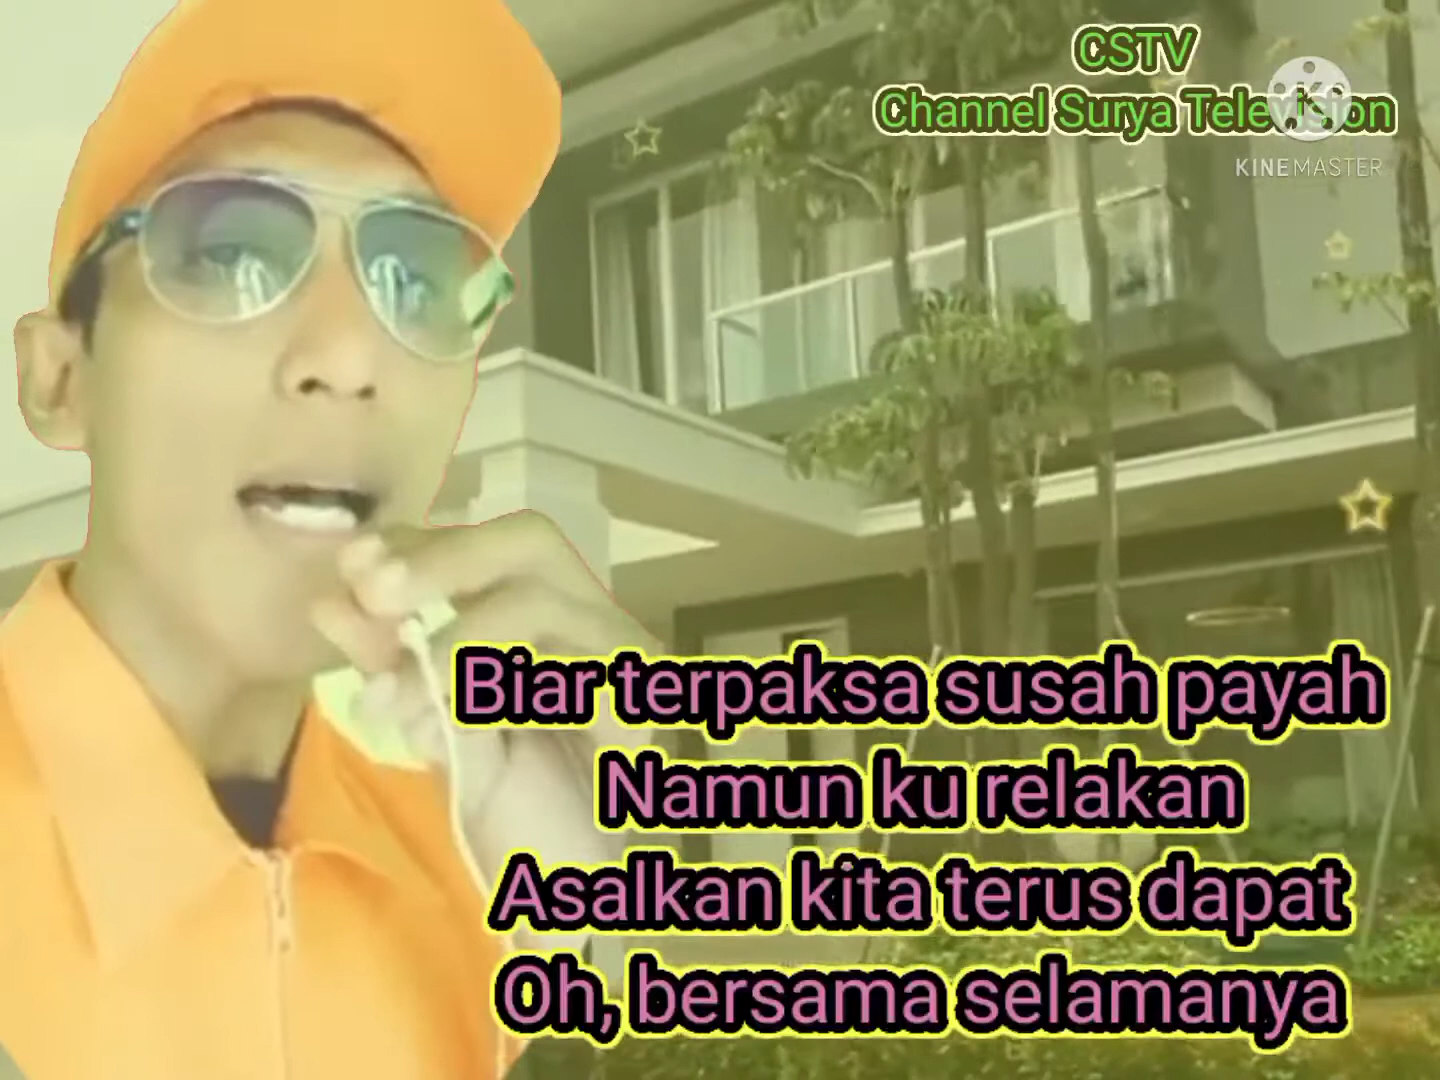 CSTV
Channel Surya Television
KINEMASTER
Biar terpaksa susah payah
Namun ku relakan
Asalkan kita terus dapat
Oh, bersama selamanya